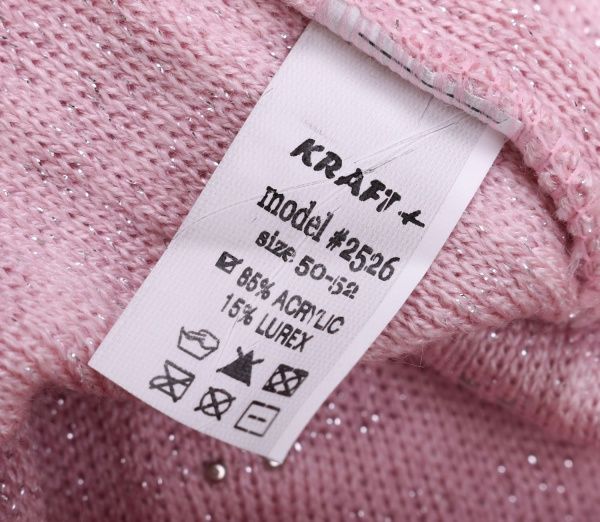 KRAFT+
model #2526
size 50-52
85% ACRYLIC
15% LUREX